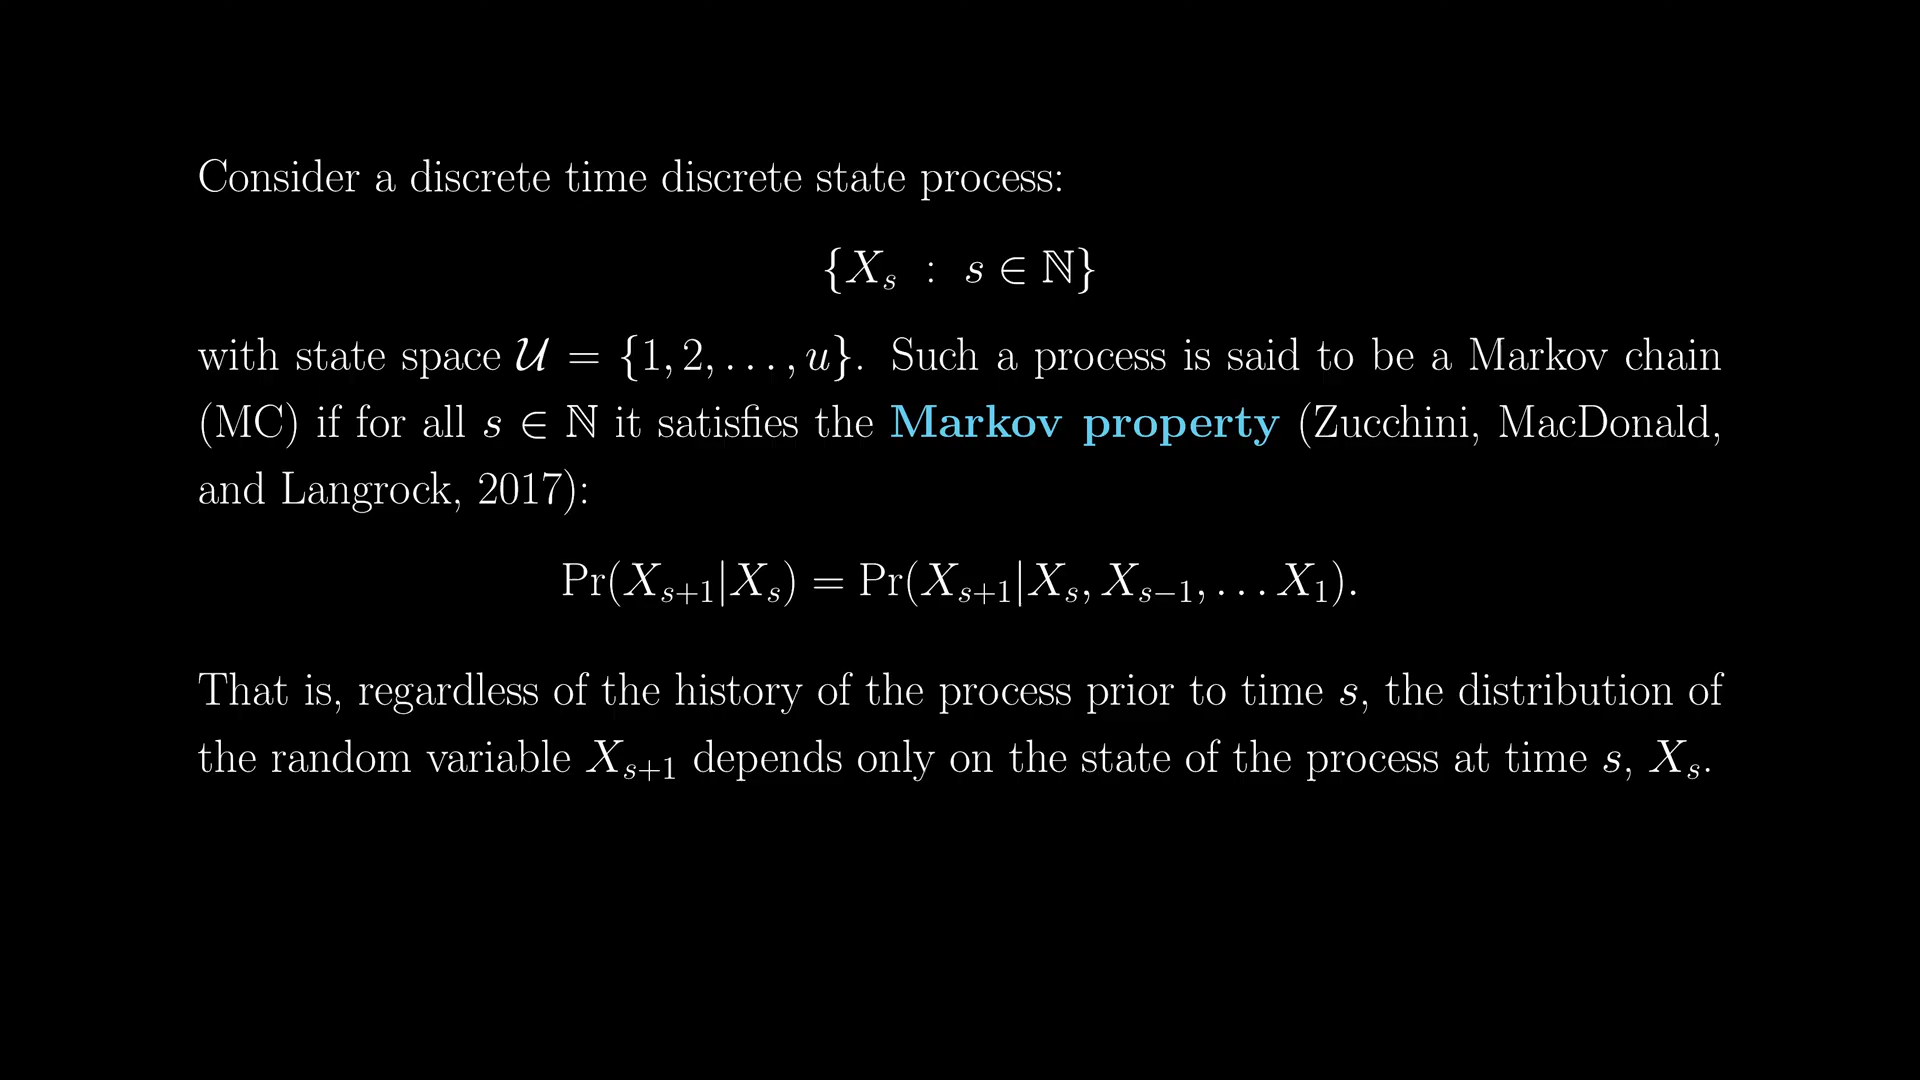 Consider a discrete time discrete state process:
{X_s : s ∈ ℕ}
with state space 𝒰 = {1, 2, . . . , u}. Such a process is said to be a Markov chain
(MC) if for all s ∈ ℕ it satisfies the Markov property (Zucchini, MacDonald,
and Langrock, 2017):
Pr(X_{s+1}|X_s) = Pr(X_{s+1}|X_s, X_{s−1}, . . . X_1).
That is, regardless of the history of the process prior to time s, the distribution of
the random variable X_{s+1} depends only on the state of the process at time s, X_s.